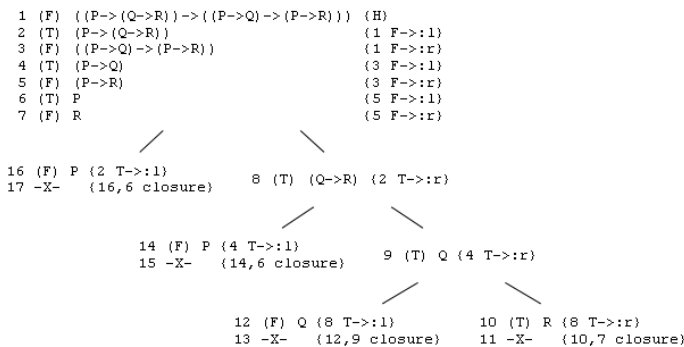 1 (F) ((P->(Q->R))->((P->Q)->(P->R))) {H}
2 (T) (P->(Q->R)) {1 F->:l}
3 (F) ((P->Q)->(P->R)) {1 F->:r}
4 (T) (P->Q) {3 F->:l}
5 (F) (P->R) {3 F->:r}
6 (T) P {5 F->:l}
7 (F) R {5 F->:r}
16 (F) P {2 T->:l}
17 -X- {16,6 closure}
8 (T) (Q->R) {2 T->:r}
14 (F) P {4 T->:l}
15 -X- {14,6 closure}
9 (T) Q {4 T->:r}
12 (F) Q {8 T->:l}
13 -X- {12,9 closure}
10 (T) R {8 T->:r}
11 -X- {10,7 closure}